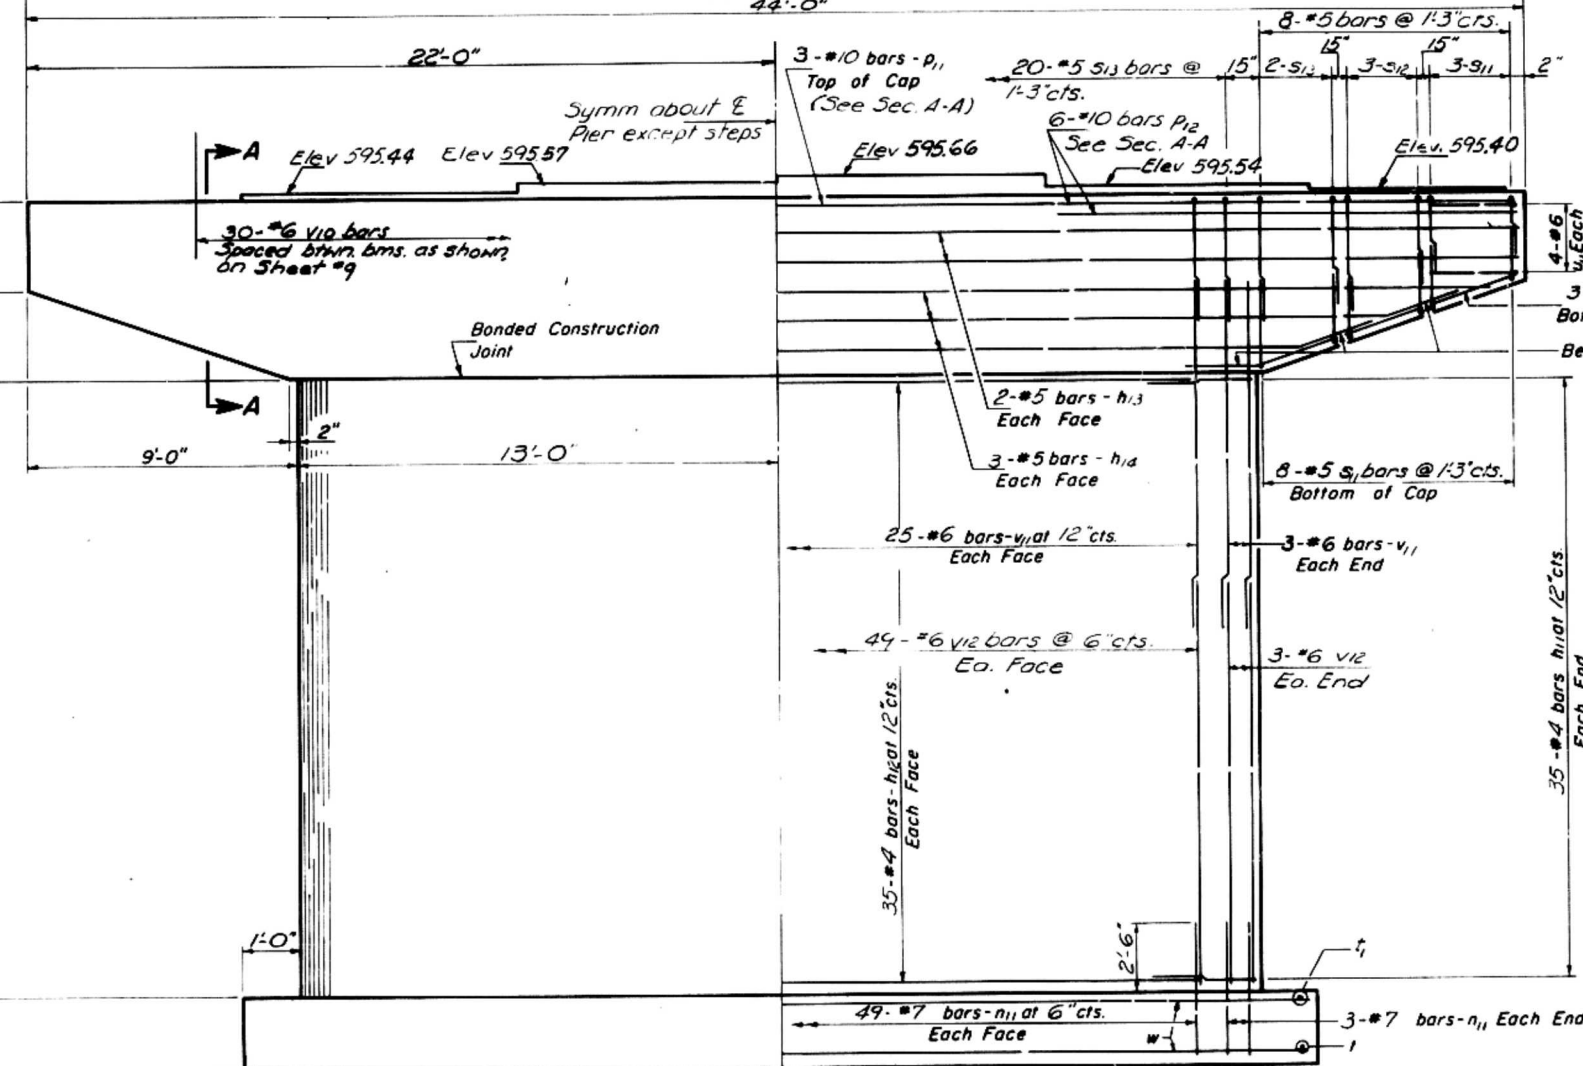 44'-0"
8-#5 bars @ 1'-3" cts.
22'-0"
3-#10 bars - p11
Top of Cap
(See Sec. A-A)
20-#5 s13 bars @
1'-3" cts.
15"
2-s13
15"
3-s12
15"
3-s11
2"
Symm about ℄
Pier except steps
6-#10 bars p12
See Sec. A-A
A
Elev 595.44
Elev 595.57
Elev 595.66
Elev 595.54
Elev. 595.40
30-#6 v10 bars
Spaced btwn. bms. as shown
on Sheet #9
4-#6
u11 Each
3
Bonded Construction
Joint
A
2-#5 bars - h13
Each Face
2"
9'-0"
13'-0"
3-#5 bars - h14
Each Face
8-#5 s11 bars @ 1'-3" cts.
Bottom of Cap
25-#6 bars-v11 at 12" cts.
Each Face
3-#6 bars-v11
Each End
49-#6 v12 bars @ 6" cts.
Ea. Face
3-#6 v12
Ea. End
35-#4 bars-h12 at 12" cts.
Each Face
35-#4 bars h11 at 12" cts.
Each End
1'-0"
2'-6"
t1
49-#7 bars-n11 at 6" cts.
Each Face
w
3-#7 bars-n11 Each End